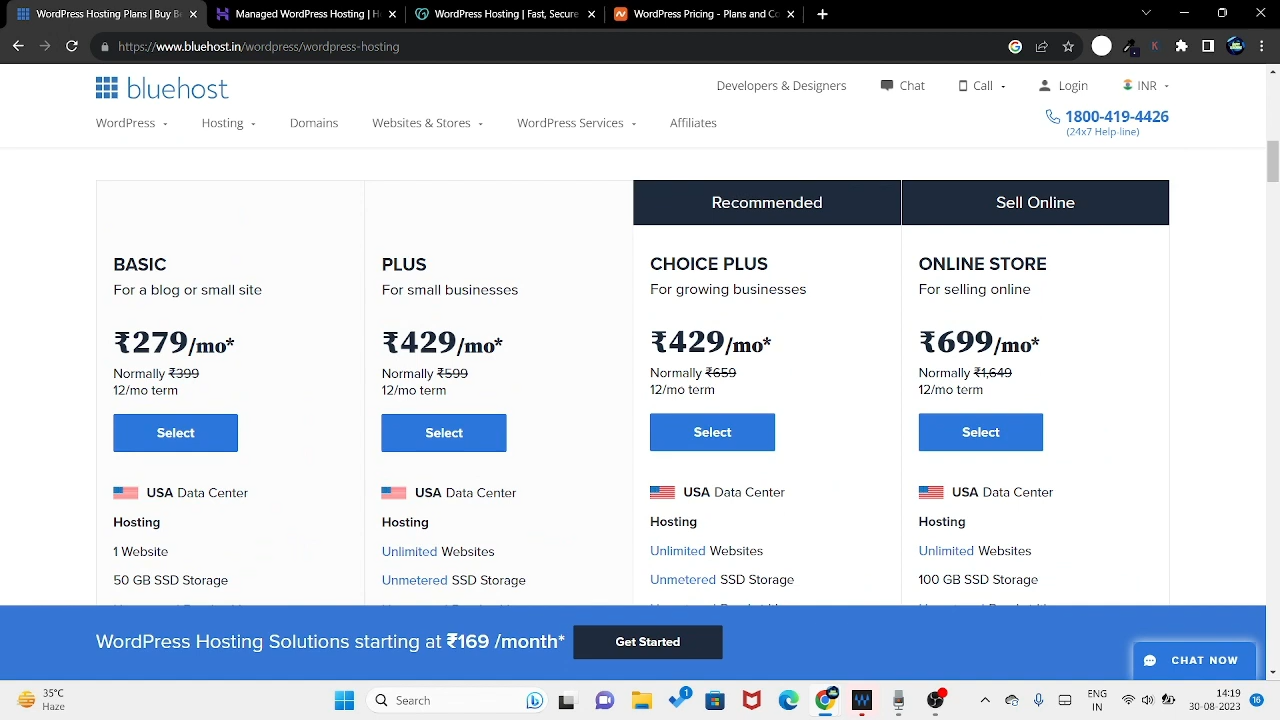 WordPress Hosting Plans | Buy B
Managed WordPress Hosting | H
WordPress Hosting | Fast, Secure
WordPress Pricing - Plans and Co
https://www.bluehost.in/wordpress/wordpress-hosting
bluehost
Developers & Designers
Chat
Call
Login
INR
WordPress
Hosting
Domains
Websites & Stores
WordPress Services
Affiliates
1800-419-4426
(24x7 Help-line)
Recommended
Sell Online
BASIC
For a blog or small site
₹279/mo*
Normally ₹399
12/mo term
Select
USA Data Center
Hosting
1 Website
50 GB SSD Storage
PLUS
For small businesses
₹429/mo*
Normally ₹599
12/mo term
Select
USA Data Center
Hosting
Unlimited Websites
Unmetered SSD Storage
CHOICE PLUS
For growing businesses
₹429/mo*
Normally ₹659
12/mo term
Select
USA Data Center
Hosting
Unlimited Websites
Unmetered SSD Storage
ONLINE STORE
For selling online
₹699/mo*
Normally ₹1,649
12/mo term
Select
USA Data Center
Hosting
Unlimited Websites
100 GB SSD Storage
WordPress Hosting Solutions starting at ₹169 /month*
Get Started
CHAT NOW
35°C
Haze
Search
1
ENG
IN
14:19
30-08-2023
16